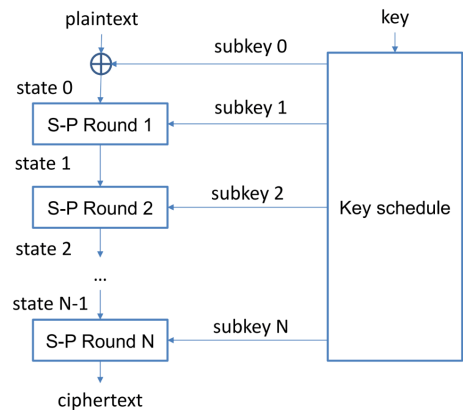 plaintext
key
subkey 0
state 0
subkey 1
S-P Round 1
state 1
subkey 2
S-P Round 2
Key schedule
state 2
...
state N-1
subkey N
S-P Round N
ciphertext